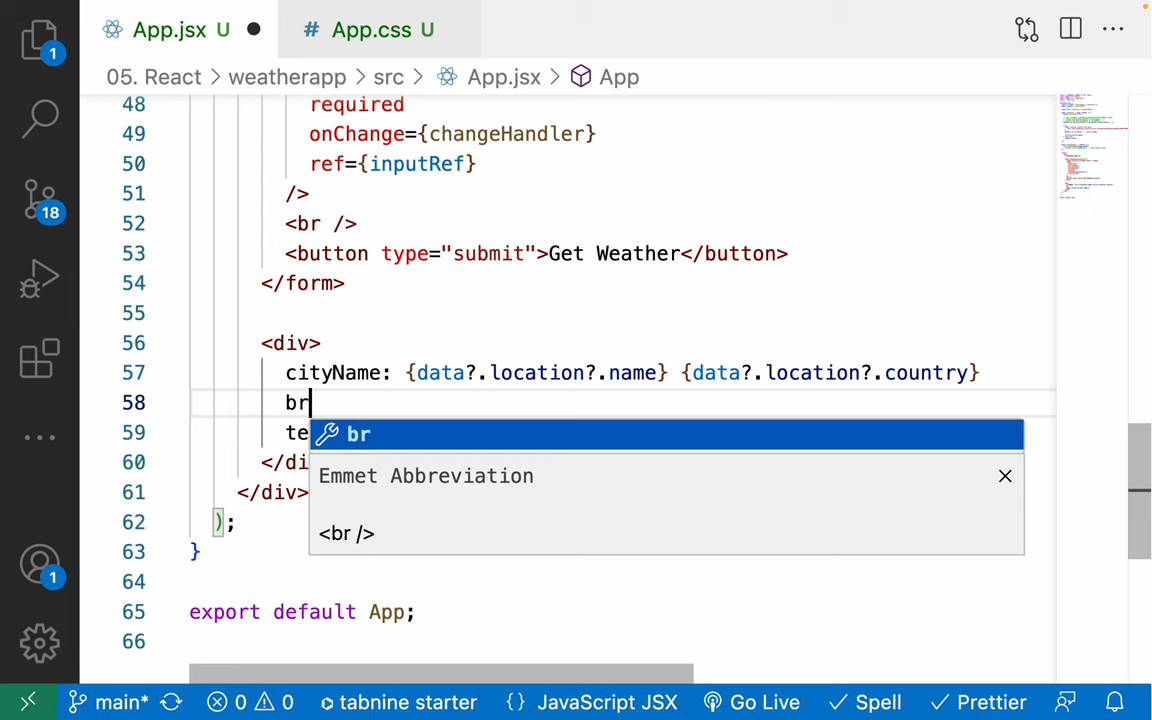 App.jsx U # App.css U
1
05. React > weatherapp > src > App.jsx > App
48 required
49 onChange={changeHandler}
50 ref={inputRef}
51 />
18
52 <br />
53 <button type="submit">Get Weather</button>
54 </form>
55
56 <div>
57 cityName: {data?.location?.name} {data?.location?.country}
58 br
br
59 te
60 </di
Emmet Abbreviation
61 </div>
62 );
<br />
63 }
1
64
65 export default App;
66
main* 0 0 tabnine starter {} JavaScript JSX Go Live Spell Prettier